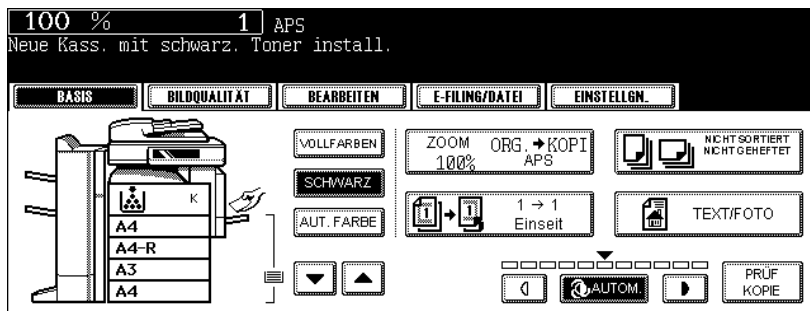 100 % 1 APS
Neue Kass. mit schwarz. Toner install.
BASIS BILDQUALITÄT BEARBEITEN E-FILING/DATEI EINSTELLGN.
VOLLFARBEN
SCHWARZ
AUT. FARBE
K
A4
A4-R
A3
A4
ZOOM ORG. → KOPI
100% APS
1 → 1
Einseit
1 1
NICHT SORTIERT
NICHT GEHEFTET
TEXT/FOTO
AUTOM.
PRÜF
KOPIE